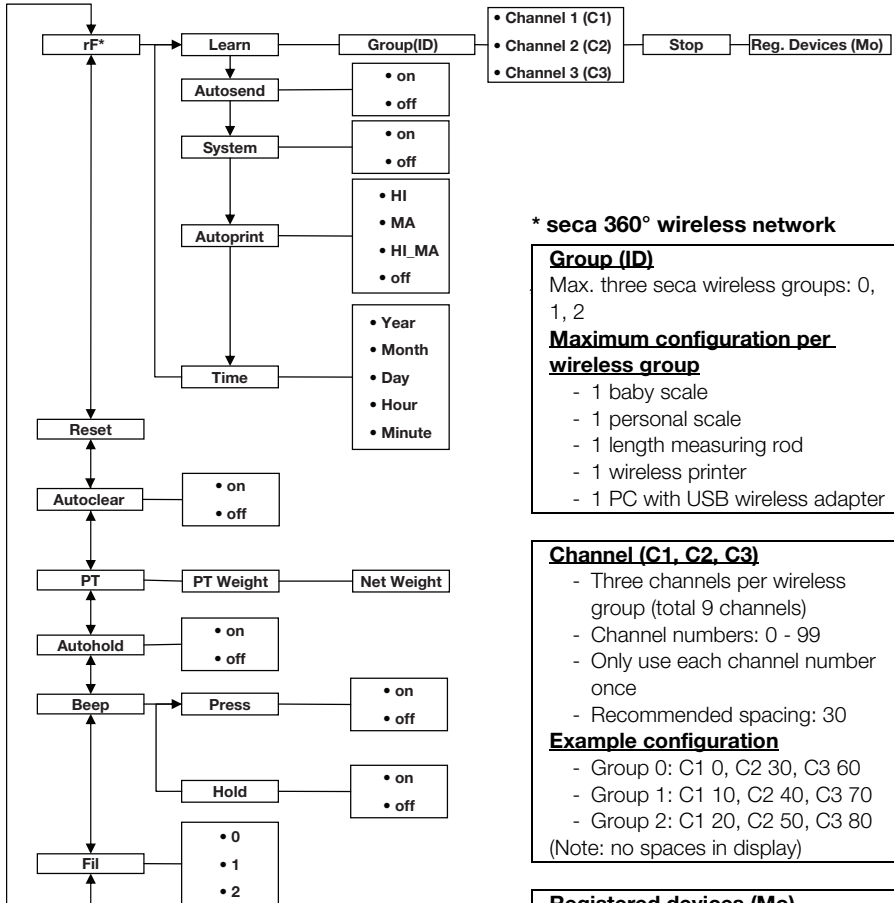 rF*
Learn
Group(ID)
• Channel 1 (C1)
• Channel 2 (C2)
• Channel 3 (C3)
Stop
Reg. Devices (Mo)
Autosend
• on
• off
System
• on
• off
Autoprint
• HI
• MA
• HI_MA
• off
Time
• Year
• Month
• Day
• Hour
• Minute
Reset
Autoclear
• on
• off
PT
PT Weight
Net Weight
Autohold
• on
• off
Beep
Press
• on
• off
Hold
• on
• off
Fil
• 0
• 1
• 2
* seca 360° wireless network
Group (ID)
Max. three seca wireless groups: 0,
1, 2
Maximum configuration per
wireless group
- 1 baby scale
- 1 personal scale
- 1 length measuring rod
- 1 wireless printer
- 1 PC with USB wireless adapter
Channel (C1, C2, C3)
- Three channels per wireless
group (total 9 channels)
- Channel numbers: 0 - 99
- Only use each channel number
once
- Recommended spacing: 30
Example configuration
- Group 0: C1 0, C2 30, C3 60
- Group 1: C1 10, C2 40, C3 70
- Group 2: C1 20, C2 50, C3 80
(Note: no spaces in display)
Registered devices (Mo)